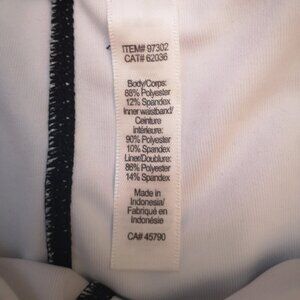 ITEM# 97302
CAT# 62036
Body/Corps:
88% Polyester
12% Spandex
Inner waistband/
Ceinture
Intérieure:
90% Polyester
10% Spandex
Liner/Doublure:
86% Polyester
14% Spandex
Made in
Indonesia/
Fabriqué en
Indonésie
CA# 45790